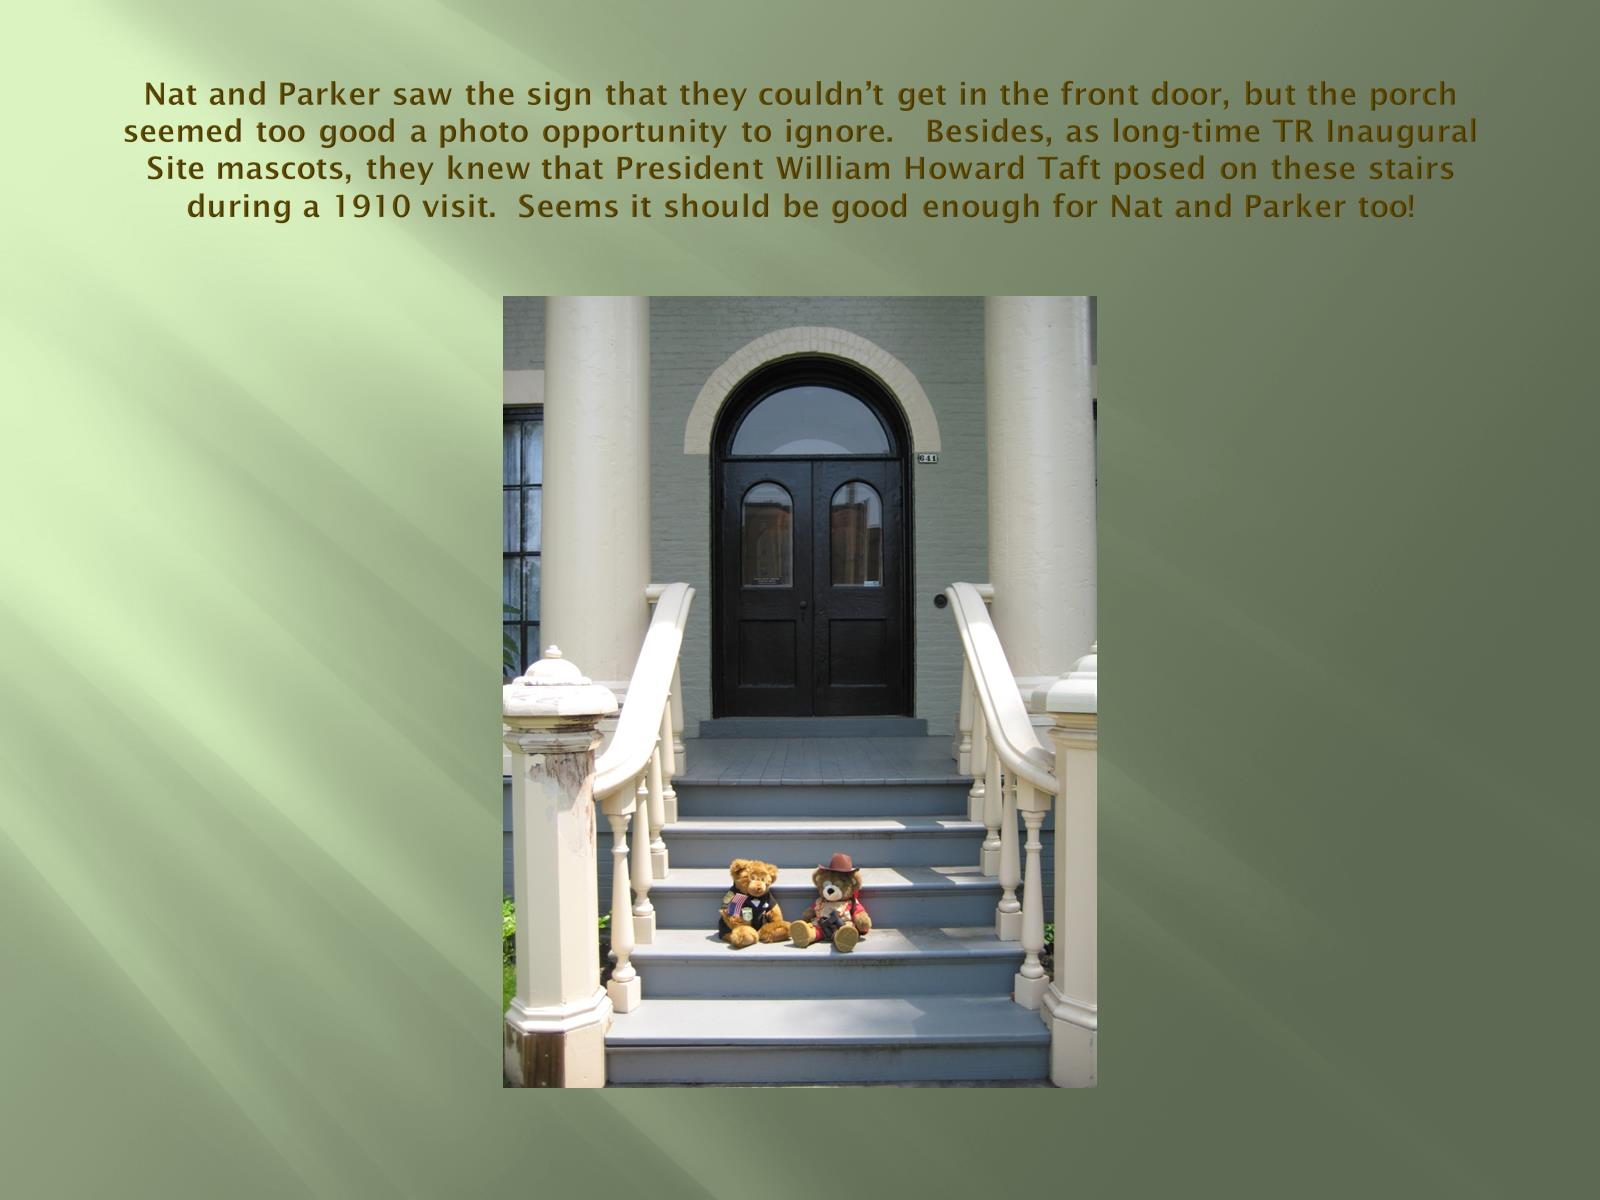 Nat and Parker saw the sign that they couldn’t get in the front door, but the porch
seemed too good a photo opportunity to ignore.   Besides, as long-time TR Inaugural
Site mascots, they knew that President William Howard Taft posed on these stairs
during a 1910 visit.  Seems it should be good enough for Nat and Parker too!
641